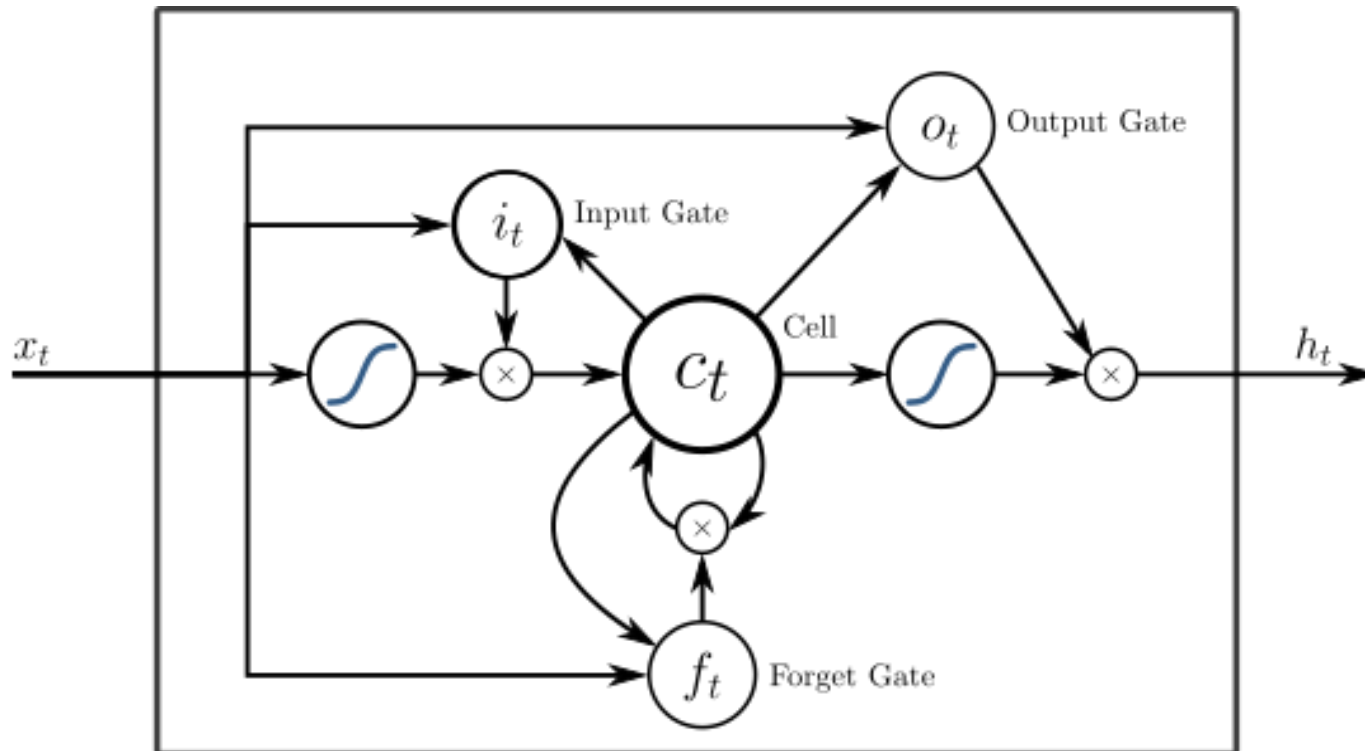 o_t Output Gate
i_t Input Gate
x_t
×
c_t
Cell
×
h_t
×
f_t Forget Gate